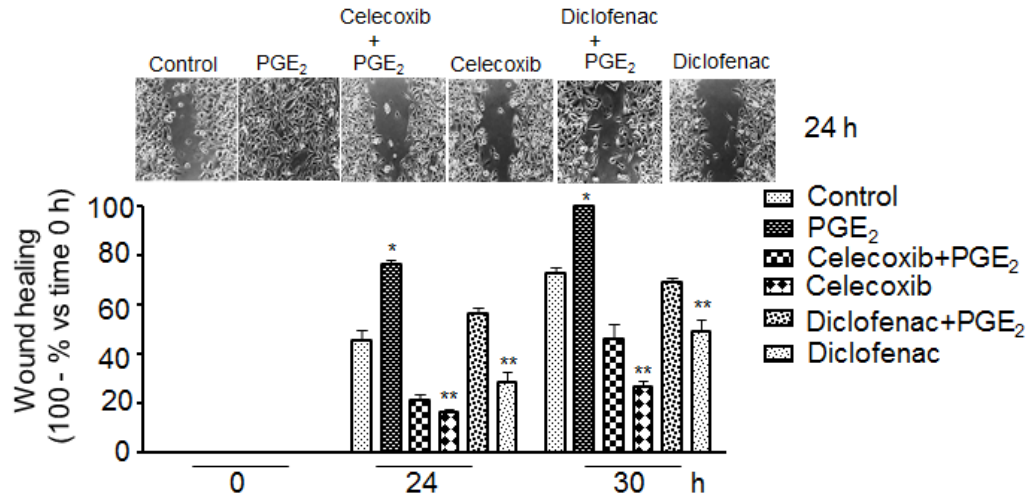 Control
PGE₂
Celecoxib
+
PGE₂
Celecoxib
Diclofenac
+
PGE₂
Diclofenac
24 h
Wound healing
(100 - % vs time 0 h)
100
80
60
40
20
0
*
**
**
*
**
**
0
24
30
h
Control
PGE₂
Celecoxib+PGE₂
Celecoxib
Diclofenac+PGE₂
Diclofenac